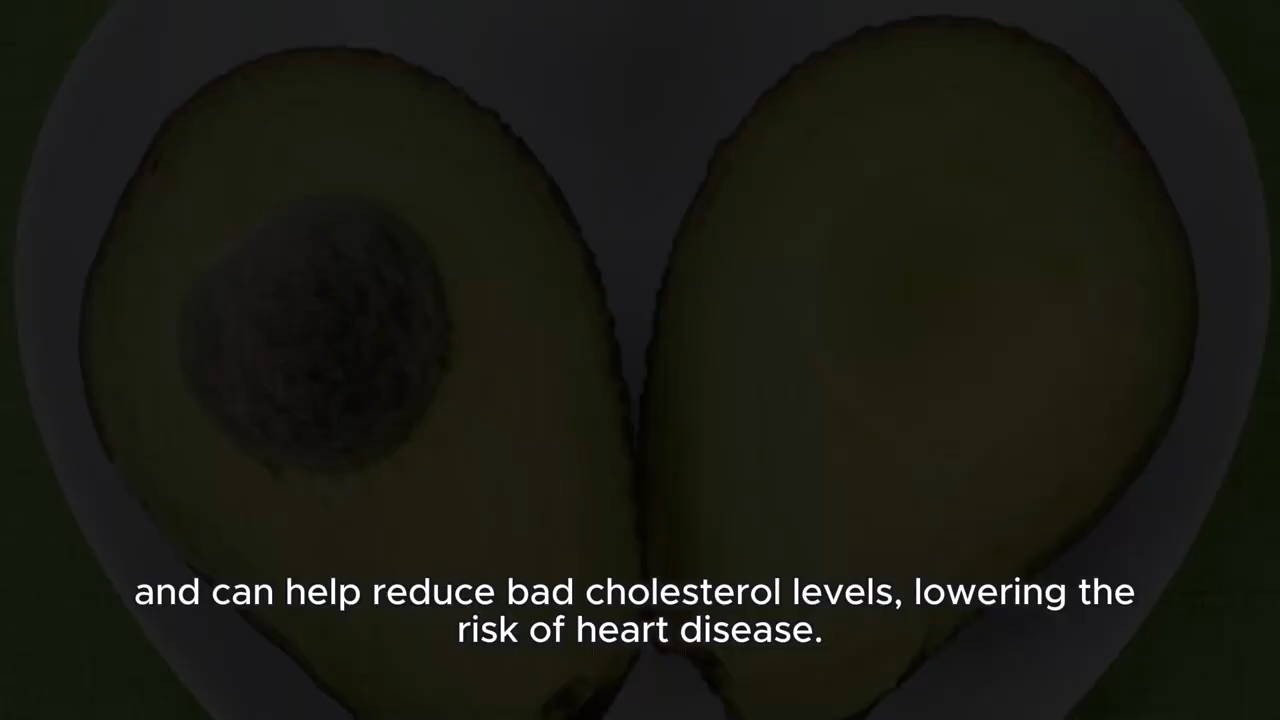 and can help reduce bad cholesterol levels, lowering the
risk of heart disease.